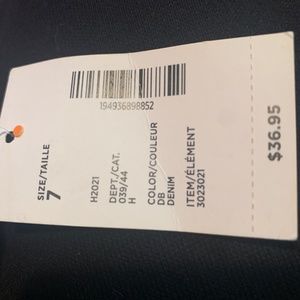 194936898852
SIZE/TAILLE
7
H2021
DEPT./CAT.
039/44
H
COLOR/COULEUR
DB
DENIM
ITEM/ÉLÉMENT
3023021
$36.95